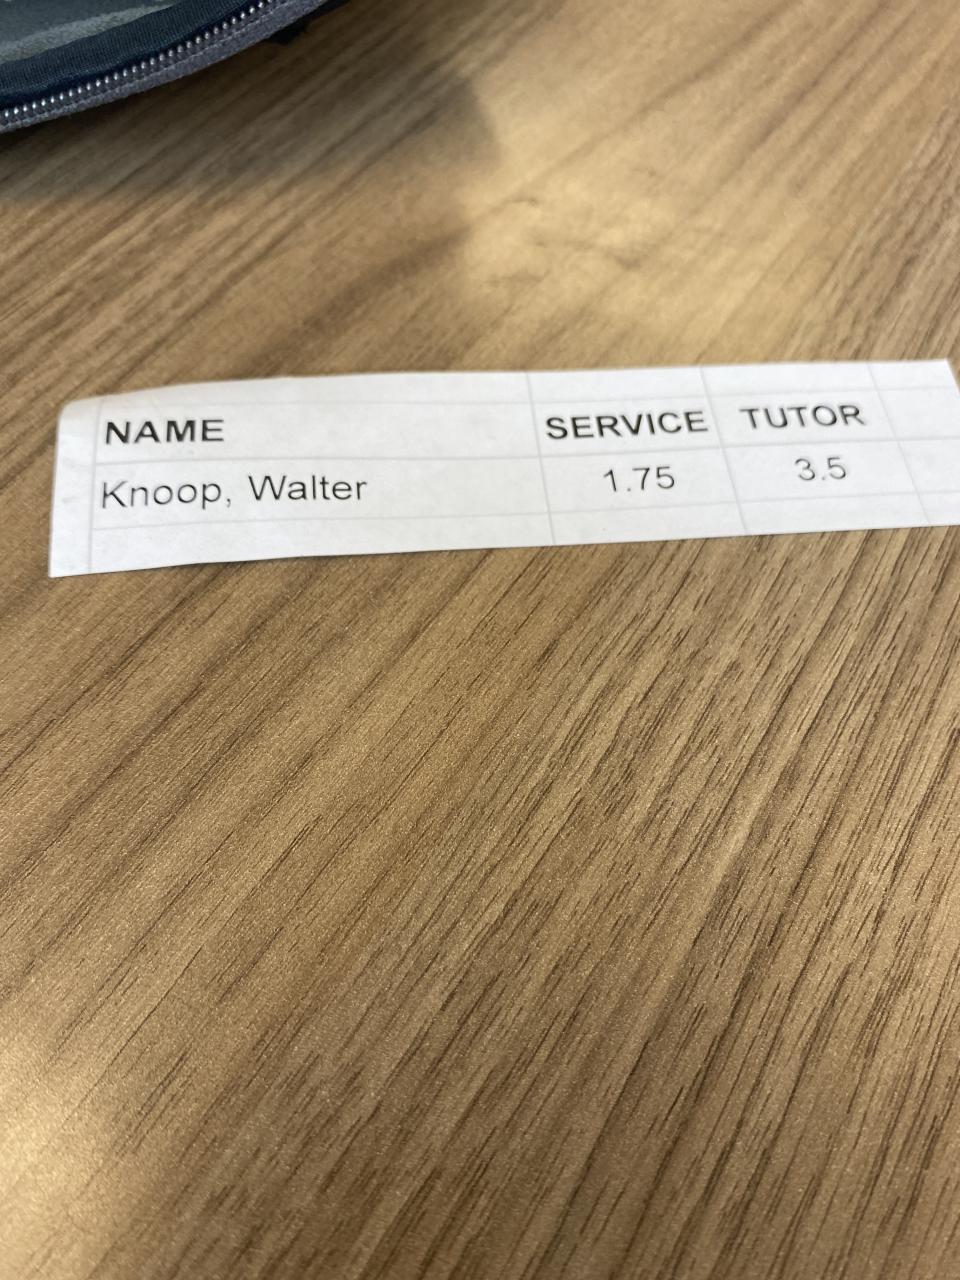 NAME SERVICE TUTOR
Knoop, Walter 1.75 3.5